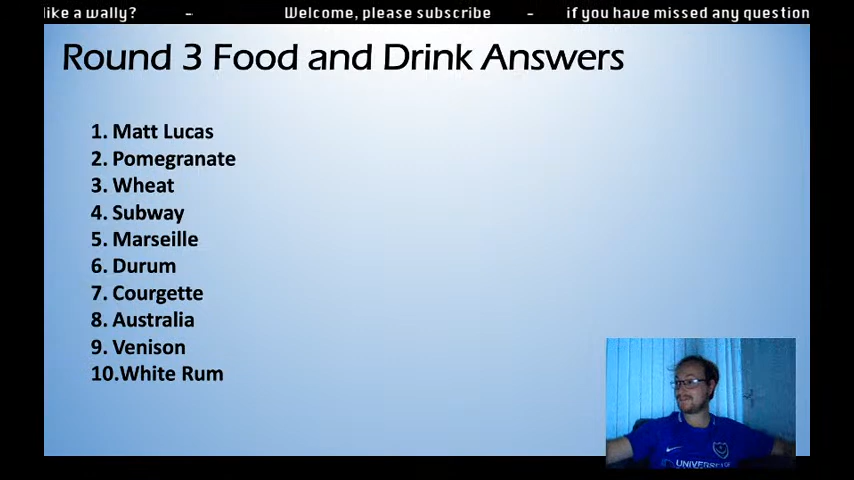 like a wally? - Welcome, please subscribe - if you have missed any question
Round 3 Food and Drink Answers
1. Matt Lucas
2. Pomegranate
3. Wheat
4. Subway
5. Marseille
6. Durum
7. Courgette
8. Australia
9. Venison
10.White Rum